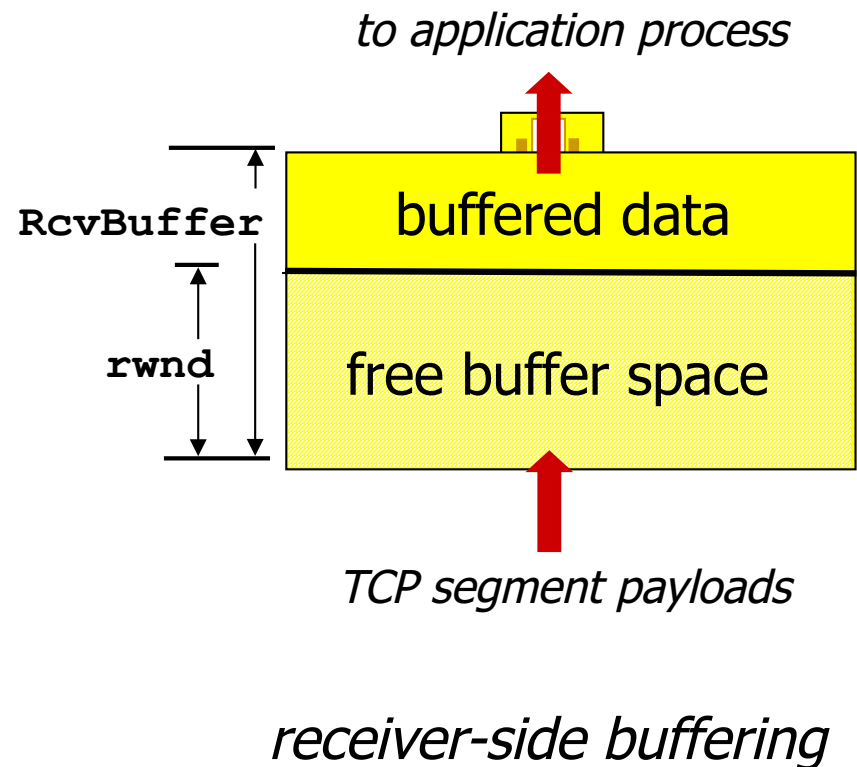 to application process
RcvBuffer
buffered data
rwnd
free buffer space
TCP segment payloads
receiver-side buffering